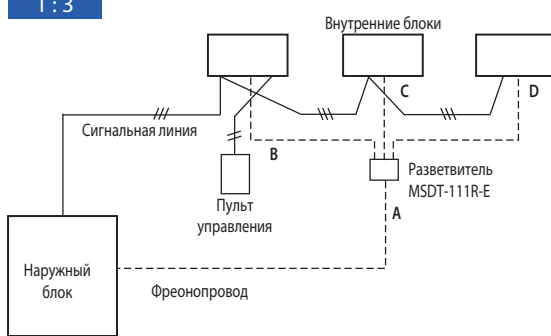 1 : 3
Внутренние блоки
C
D
Сигнальная линия
B
Разветвитель
MSDT-111R-E
Пульт
управления
A
Наружный
блок
Фреонопровод